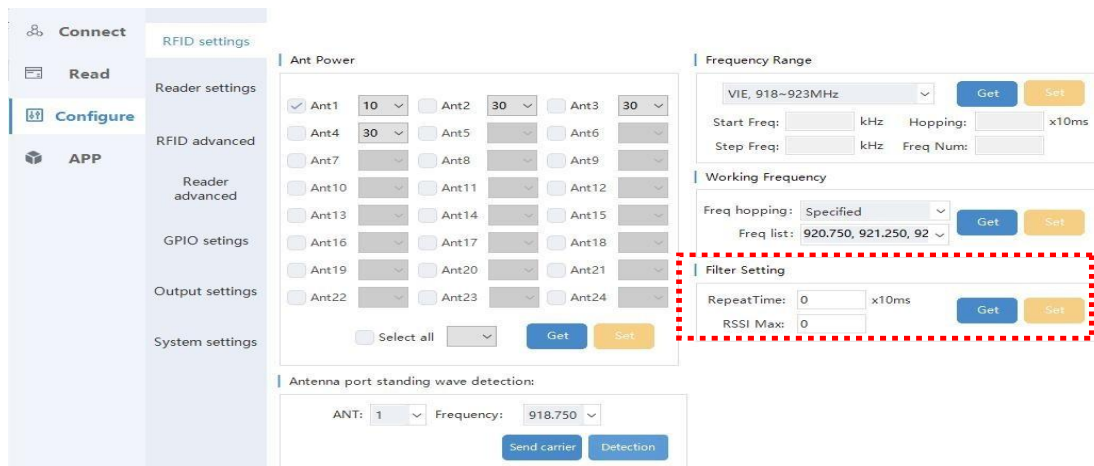 Connect
Read
Configure
APP
RFID settings
Reader settings
RFID advanced
Reader
advanced
GPIO setings
Output settings
System settings
Ant Power
Ant1 10 Ant2 30 Ant3 30
Ant4 30 Ant5 Ant6
Ant7 Ant8 Ant9
Ant10 Ant11 Ant12
Ant13 Ant14 Ant15
Ant16 Ant17 Ant18
Ant19 Ant20 Ant21
Ant22 Ant23 Ant24
Select all Get Set
Antenna port standing wave detection:
ANT: 1 Frequency: 918.750
Send carrier Detection
Frequency Range
VIE, 918~923MHz Get Set
Start Freq: kHz Hopping: x10ms
Step Freq: kHz Freq Num:
Working Frequency
Freq hopping: Specified
Freq list: 920.750, 921.250, 92
Get Set
Filter Setting
RepeatTime: 0 x10ms
RSSI Max: 0
Get Set